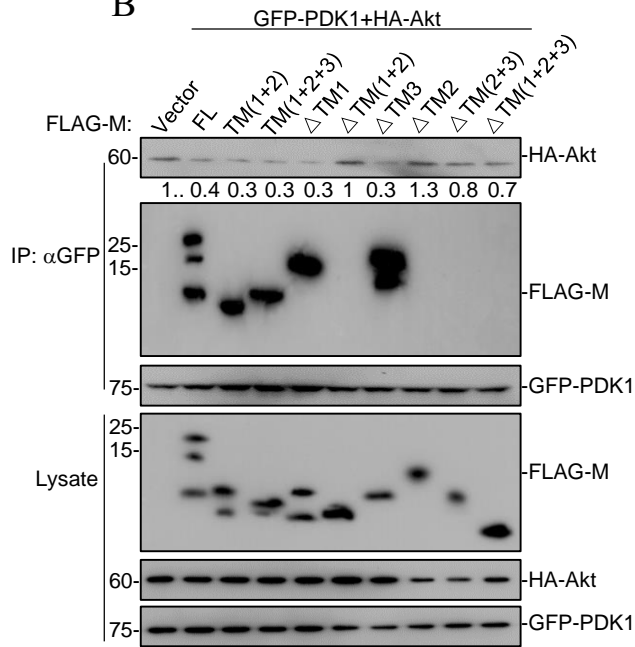 B
GFP-PDK1+HA-Akt
FLAG-M: Vector FL TM(1+2) TM(1+2+3) △TM1 △TM(1+2) △TM3 △TM2 △TM(2+3) △TM(1+2+3)
60- -HA-Akt
1.. 0.4 0.3 0.3 0.3 1 0.3 1.3 0.8 0.7
IP: αGFP
25-
15-
-FLAG-M
75- -GFP-PDK1
Lysate
25-
15-
-FLAG-M
60- -HA-Akt
75- -GFP-PDK1